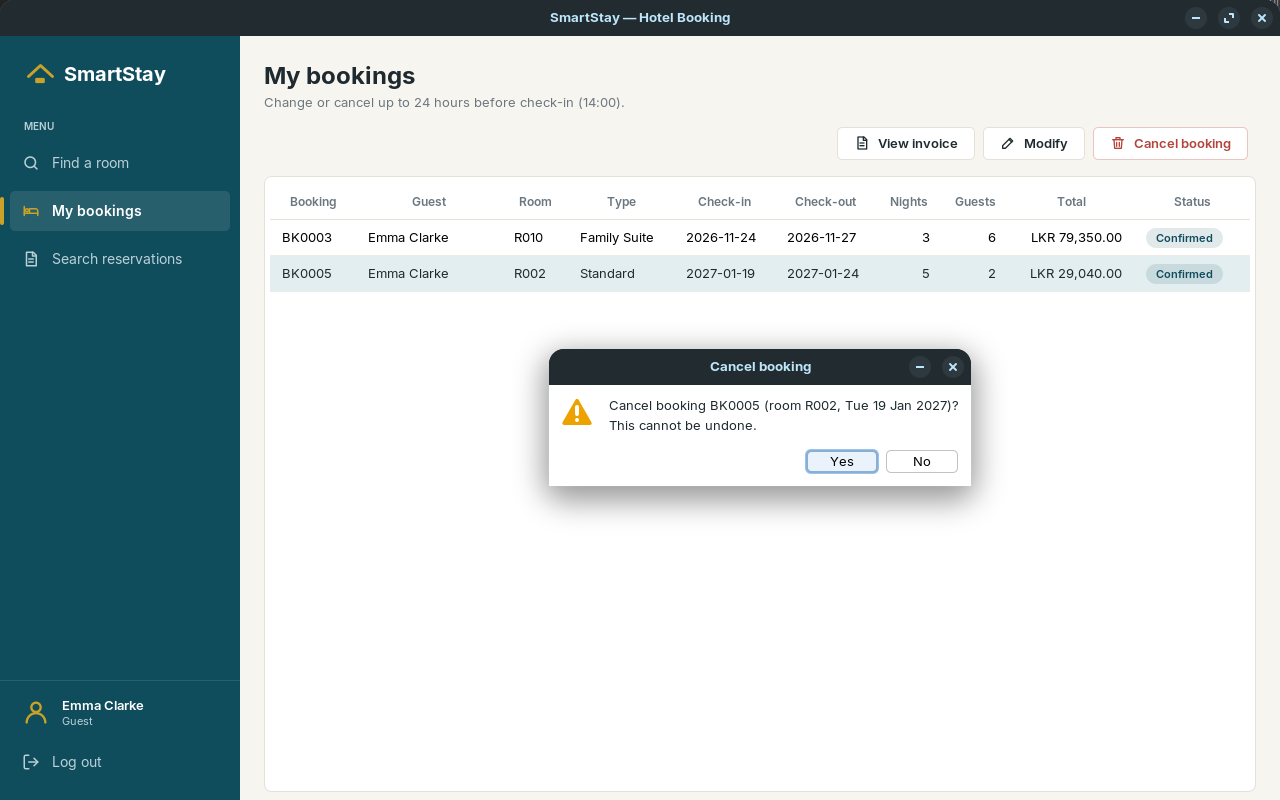 SmartStay — Hotel Booking
SmartStay
MENU
Find a room
My bookings
Search reservations
Emma Clarke
Guest
Log out
My bookings
Change or cancel up to 24 hours before check-in (14:00).
View invoice Modify Cancel booking
Booking Guest Room Type Check-in Check-out Nights Guests Total Status
BK0003 Emma Clarke R010 Family Suite 2026-11-24 2026-11-27 3 6 LKR 79,350.00 Confirmed
BK0005 Emma Clarke R002 Standard 2027-01-19 2027-01-24 5 2 LKR 29,040.00 Confirmed
Cancel booking
Cancel booking BK0005 (room R002, Tue 19 Jan 2027)?
This cannot be undone.
Yes No